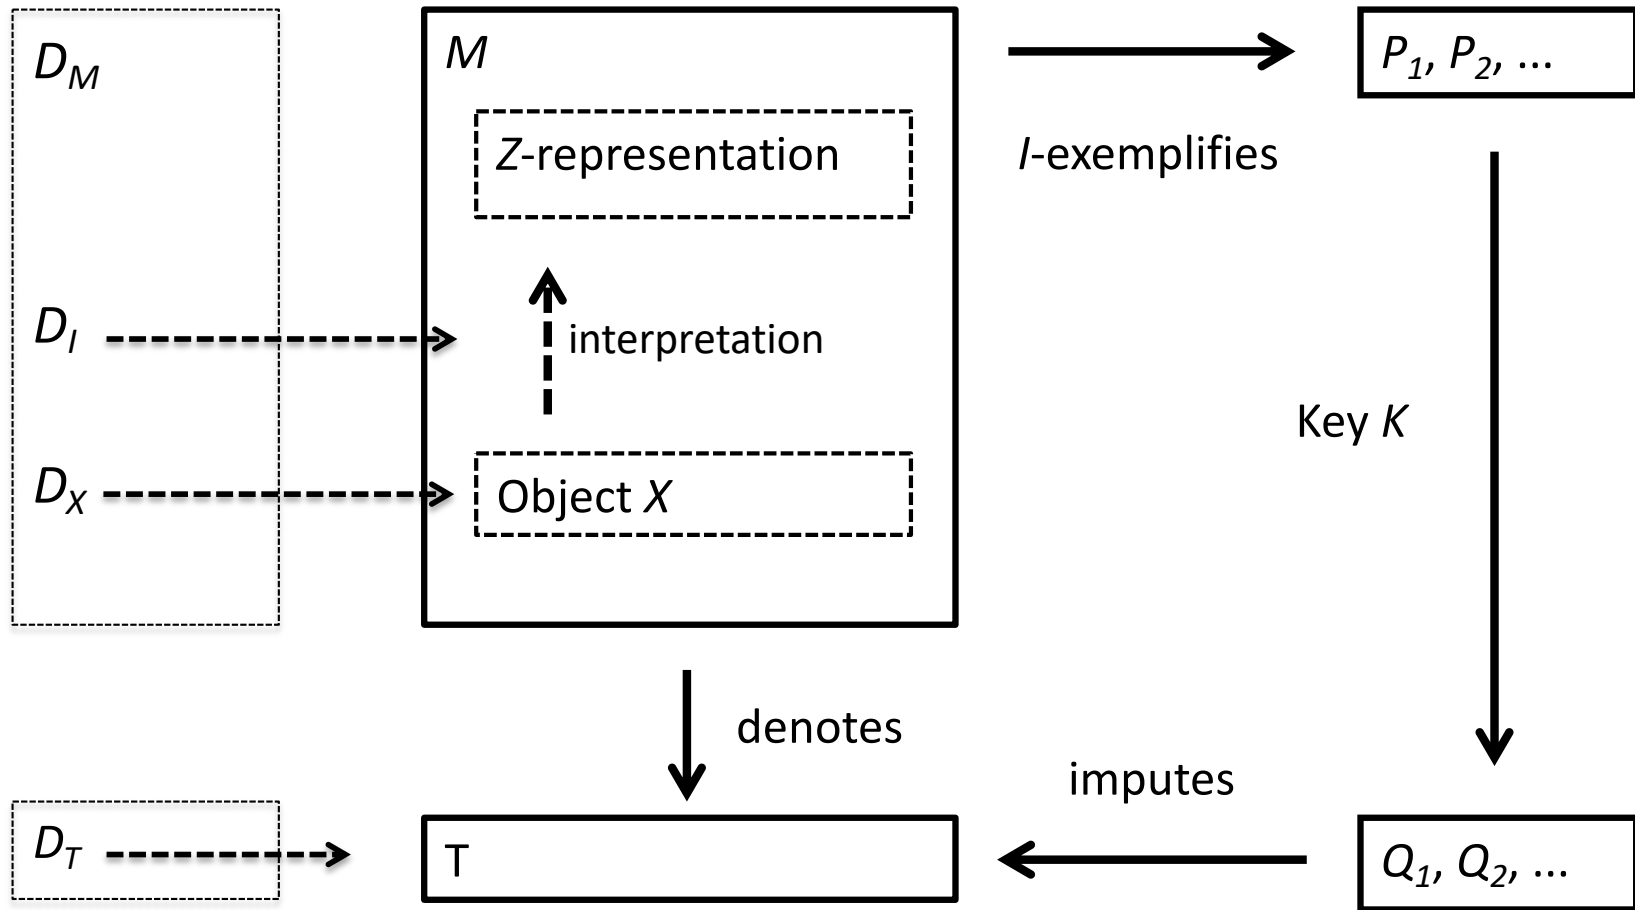 D_M
M
P_1, P_2, ...
Z-representation
I-exemplifies
D_I
interpretation
Key K
D_X
Object X
denotes
imputes
D_T
T
Q_1, Q_2, ...